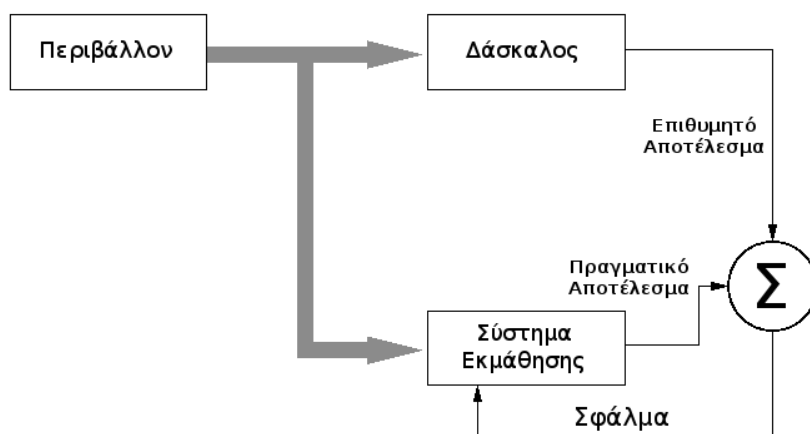 Περιβάλλον
Δάσκαλος
Επιθυμητό
Αποτέλεσμα
Πραγματικό
Αποτέλεσμα
Σ
Σύστημα
Εκμάθησης
Σφάλμα